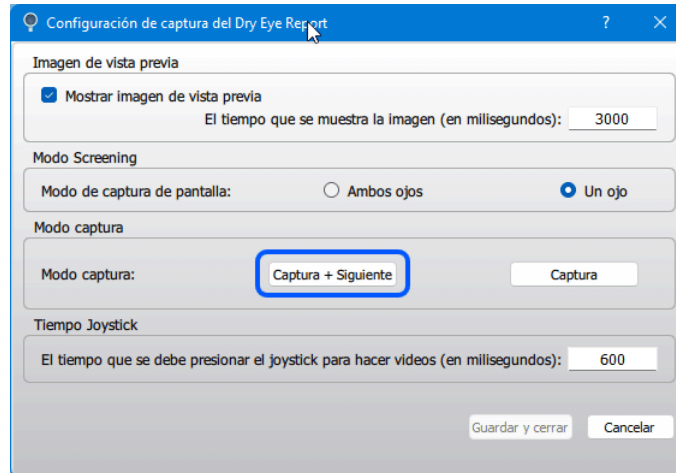 Configuración de captura del Dry Eye Report ? ×
Imagen de vista previa
Mostrar imagen de vista previa
El tiempo que se muestra la imagen (en milisegundos): 3000
Modo Screening
Modo de captura de pantalla: Ambos ojos Un ojo
Modo captura
Modo captura: Captura + Siguiente Captura
Tiempo Joystick
El tiempo que se debe presionar el joystick para hacer videos (en milisegundos): 600
Guardar y cerrar Cancelar